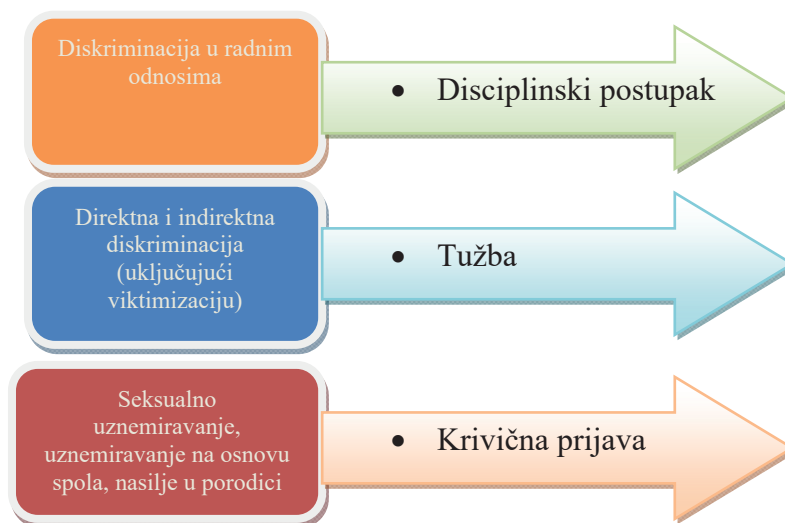 Diskriminacija u radnim
odnosima
• Disciplinski postupak
Direktna i indirektna
diskriminacija
(uključujući
viktimizaciju)
• Tužba
Seksualno
uznemiravanje,
uznemiravanje na osnovu
spola, nasilje u porodici
• Krivična prijava